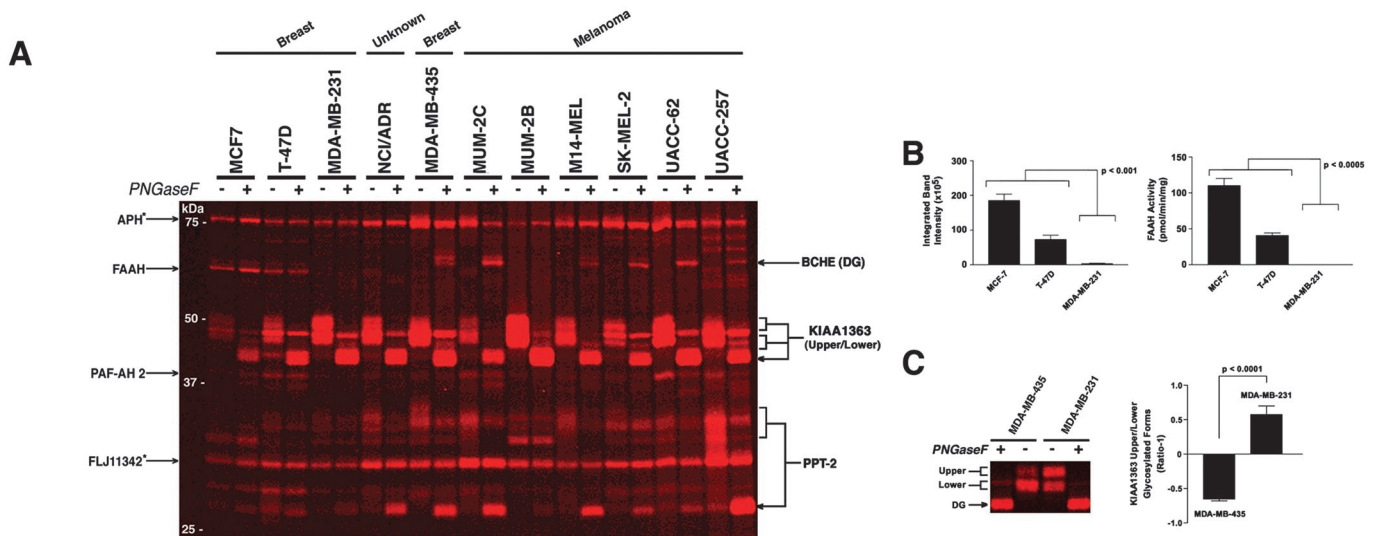 A
Breast
Unknown
Breast
Melanoma
MCF7
T-47D
MDA-MB-231
NCI/ADR
MDA-MB-435
MUM-2C
MUM-2B
M14-MEL
SK-MEL-2
UACC-62
UACC-257
PNGaseF - + - + - + - + - + - + - + - + - + - + - +
kDa
APH*
75 -
FAAH
BCHE (DG)
50 -
KIAA1363
(Upper/Lower)
PAF-AH 2
37 -
FLJ11342*
PPT-2
25 -
B
Integrated Band
Intensity (x10⁵)
300
200
100
0
p < 0.001
MCF-7
T-47D
MDA-MB-231
FAAH Activity
(pmol/min/mg)
150
100
50
0
p < 0.0005
MCF-7
T-47D
MDA-MB-231
C
MDA-MB-435
MDA-MB-231
PNGaseF + - - +
Upper
Lower
DG
KIAA1363 Upper/Lower
Glycosylated Forms
(Ratio-1)
p < 0.0001
1.0
MDA-MB-231
0.5
0
-0.5
MDA-MB-435
-1.0